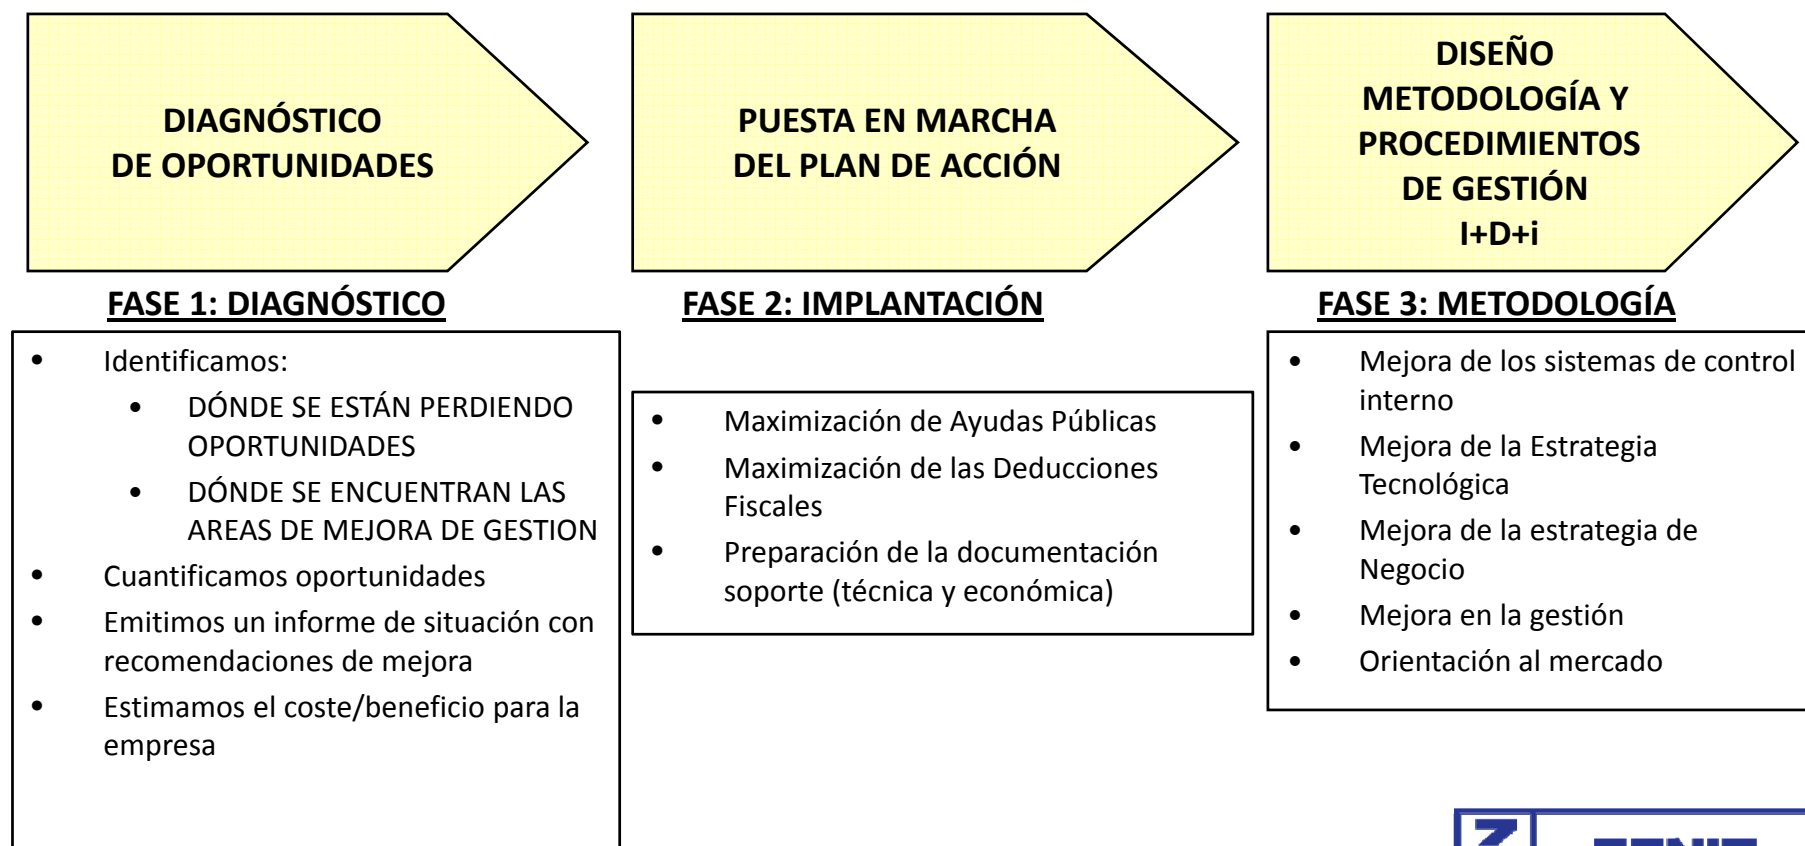 DIAGNÓSTICO
DE OPORTUNIDADES
PUESTA EN MARCHA
DEL PLAN DE ACCIÓN
DISEÑO
METODOLOGÍA Y
PROCEDIMIENTOS
DE GESTIÓN
I+D+i
FASE 1: DIAGNÓSTICO
• Identificamos:
• DÓNDE SE ESTÁN PERDIENDO
OPORTUNIDADES
• DÓNDE SE ENCUENTRAN LAS
AREAS DE MEJORA DE GESTION
• Cuantificamos oportunidades
• Emitimos un informe de situación con
recomendaciones de mejora
• Estimamos el coste/beneficio para la
empresa
FASE 2: IMPLANTACIÓN
• Maximización de Ayudas Públicas
• Maximización de las Deducciones
Fiscales
• Preparación de la documentación
soporte (técnica y económica)
FASE 3: METODOLOGÍA
• Mejora de los sistemas de control
interno
• Mejora de la Estrategia
Tecnológica
• Mejora de la estrategia de
Negocio
• Mejora en la gestión
• Orientación al mercado